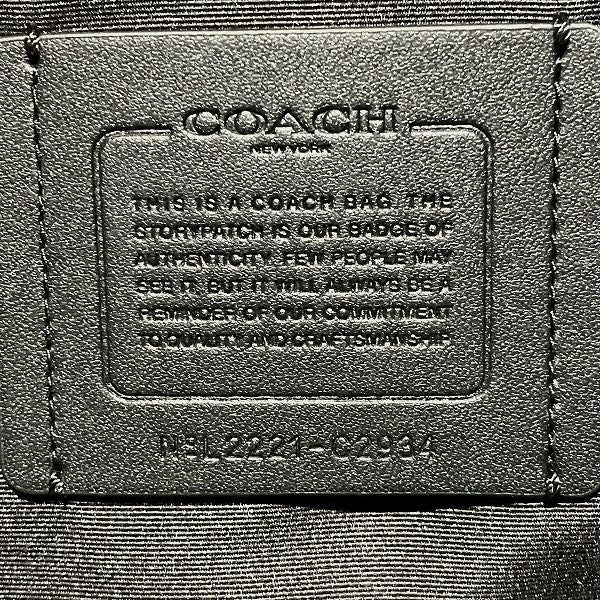 COACH
NEW YORK
THIS IS A COACH BAG. THE
STORYPATCH IS OUR BADGE OF
AUTHENTICITY. FEW PEOPLE MAY
SEE IT, BUT IT WILL ALWAYS BE A
REMINDER OF OUR COMMITMENT
TO QUALITY AND CRAFTSMANSHIP.
N3L2221-C2934